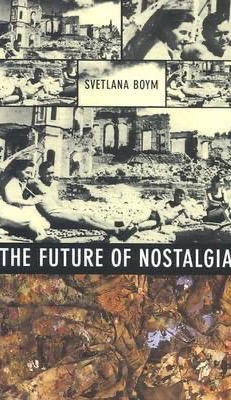 SVETLANA BOYM
THE FUTURE OF NOSTALGIA